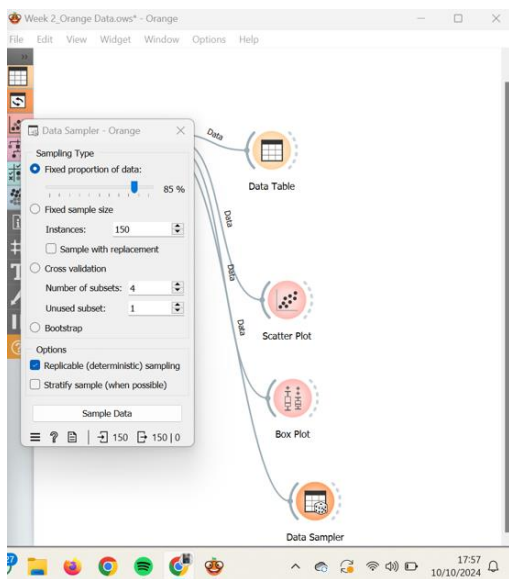 Week 2_Orange Data.ows* - Orange
File Edit View Widget Window Options Help
Data Sampler - Orange
Sampling Type
Fixed proportion of data:
85 %
Fixed sample size
Instances: 150
Sample with replacement
Cross validation
Number of subsets: 4
Unused subset: 1
Bootstrap
Options
Replicable (deterministic) sampling
Stratify sample (when possible)
Sample Data
150 150 | 0
Data
Data Table
Data
Data
Scatter Plot
Data
Box Plot
Data Sampler
17:57
10/10/2024